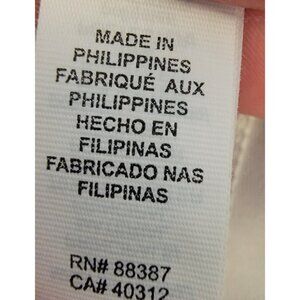 MADE IN
PHILIPPINES
FABRIQUÉ AUX
PHILIPPINES
HECHO EN
FILIPINAS
FABRICADO NAS
FILIPINAS
RN# 88387
CA# 40312